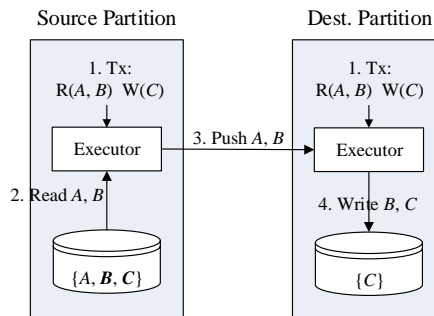 Source Partition
Dest. Partition
1. Tx:
R(A, B) W(C)
1. Tx:
R(A, B) W(C)
Executor
3. Push A, B
Executor
2. Read A, B
4. Write B, C
{A, B, C}
{C}